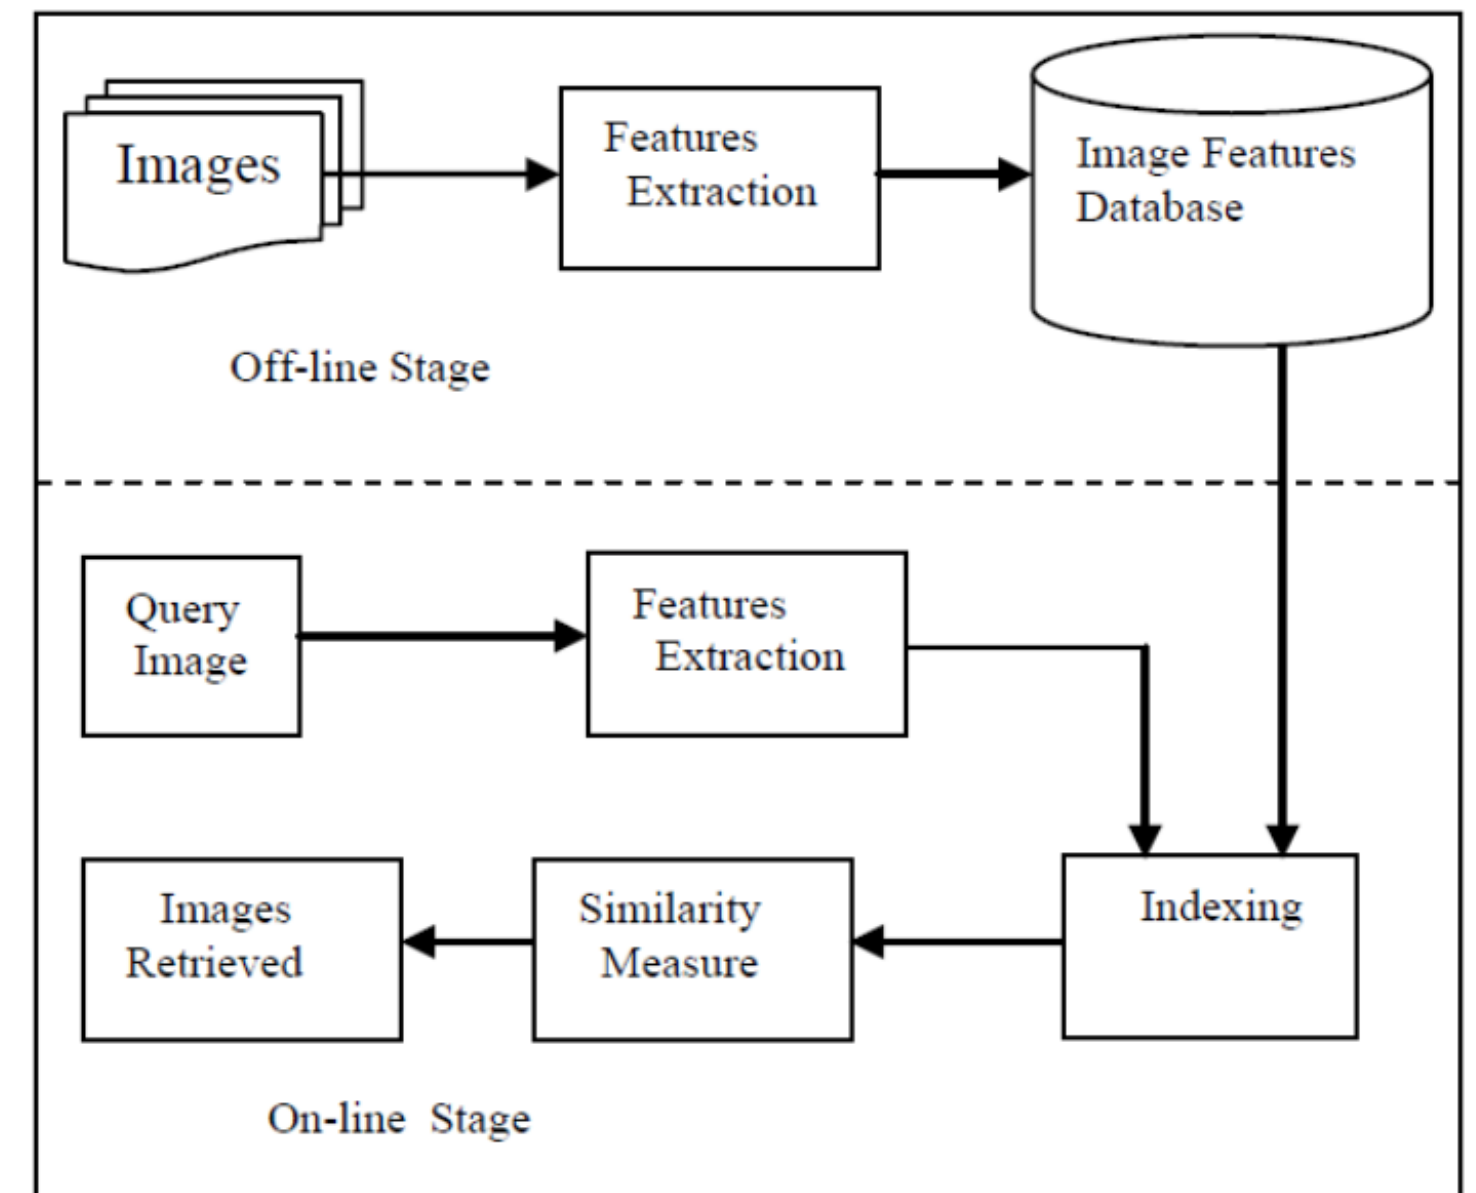 Images
Features
Extraction
Image Features
Database
Off-line Stage
Query
Image
Features
Extraction
Images
Retrieved
Similarity
Measure
Indexing
On-line Stage